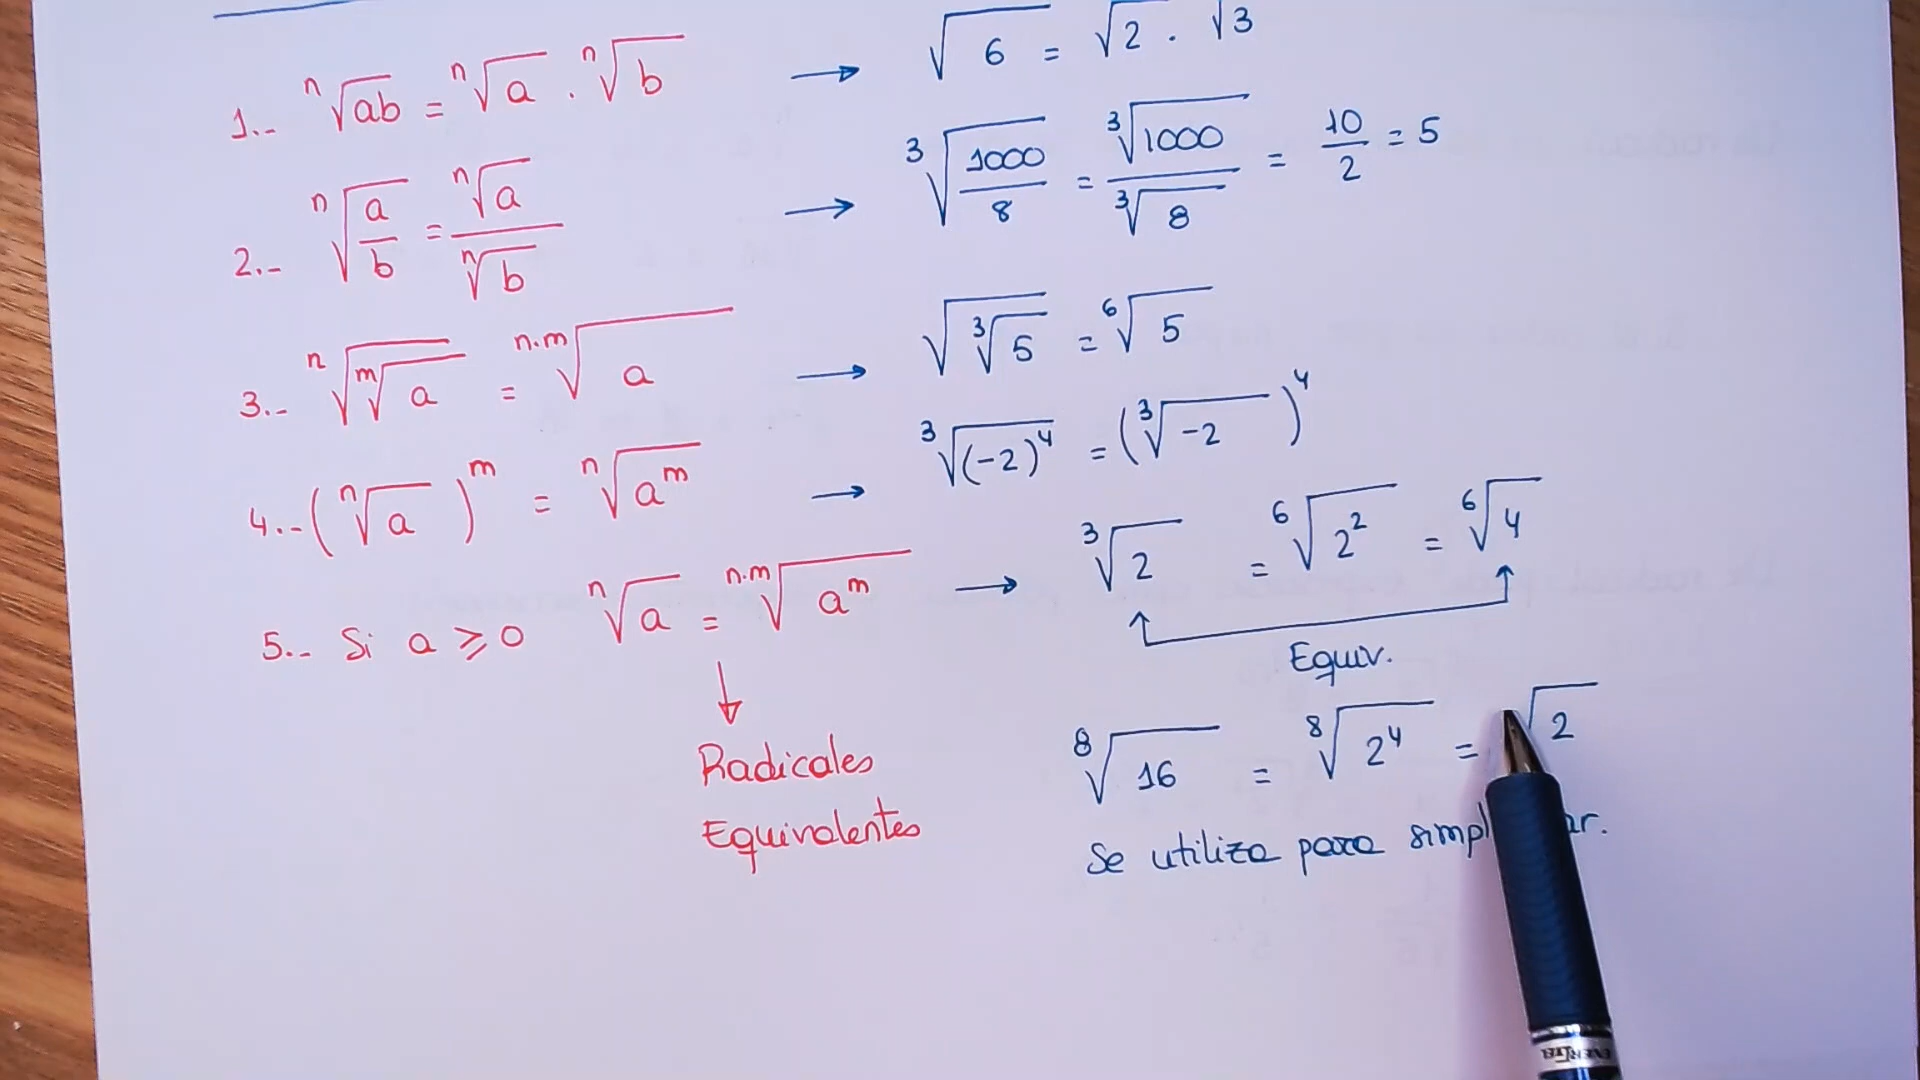 1.- ⁿ√ab = ⁿ√a · ⁿ√b → √6 = √2 · √3
2.- ⁿ√(a/b) = ⁿ√a / ⁿ√b → ³√(1000/8) = ³√1000 / ³√8 = 10/2 = 5
3.- ⁿ√(ᵐ√a) = ⁿ·ᵐ√a → √(³√5) = ⁶√5
4.- (ⁿ√a)ᵐ = ⁿ√aᵐ → ³√(-2)⁴ = (³√-2)⁴
5.- Si a ≥ 0 ⁿ√a = ⁿ·ᵐ√aᵐ → ³√2 = ⁶√2² = ⁶√4
Equiv.
Radicales
Equivalentes
⁸√16 = ⁸√2⁴ = √2
Se utiliza para